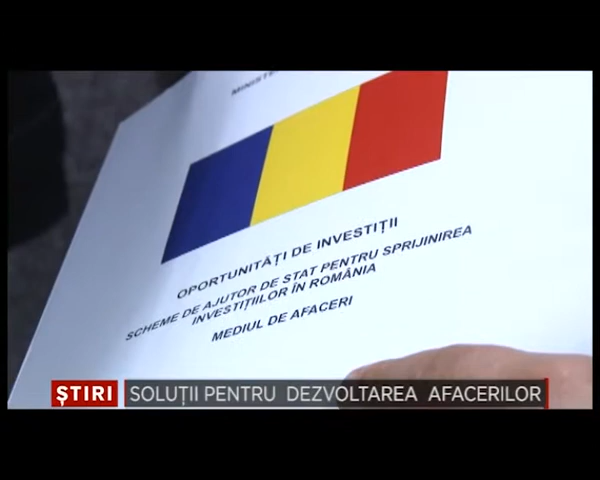 OPORTUNITĂȚI DE INVESTIȚII
SCHEME DE AJUTOR DE STAT PENTRU SPRIJINIREA
INVESTIȚIILOR ÎN ROMÂNIA
MEDIUL DE AFACERI
ȘTIRI SOLUȚII PENTRU DEZVOLTAREA AFACERILOR